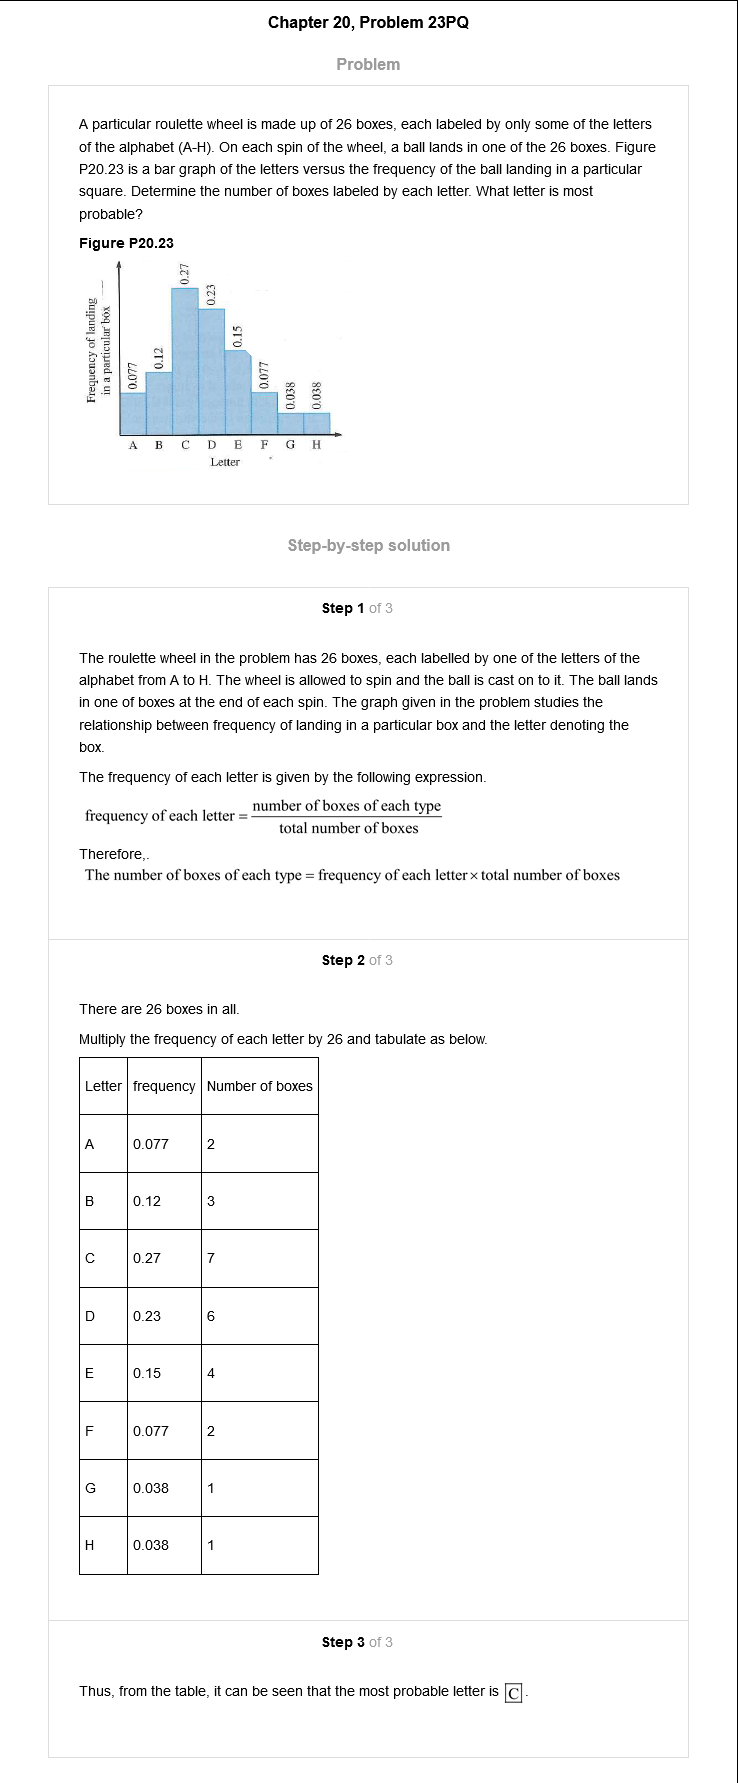 Chapter 20, Problem 23PQ
Problem
A particular roulette wheel is made up of 26 boxes, each labeled by only some of the letters
of the alphabet (A-H). On each spin of the wheel, a ball lands in one of the 26 boxes. Figure
P20.23 is a bar graph of the letters versus the frequency of the ball landing in a particular
square. Determine the number of boxes labeled by each letter. What letter is most
probable?
Figure P20.23
Frequency of landing
in a particular box
0.077
0.12
0.27
0.23
0.15
0.077
0.038
0.038
A B C D E F G H
Letter
Step-by-step solution
Step 1 of 3
The roulette wheel in the problem has 26 boxes, each labelled by one of the letters of the
alphabet from A to H. The wheel is allowed to spin and the ball is cast on to it. The ball lands
in one of boxes at the end of each spin. The graph given in the problem studies the
relationship between frequency of landing in a particular box and the letter denoting the
box.
The frequency of each letter is given by the following expression.
frequency of each letter = number of boxes of each type
total number of boxes
Therefore,.
The number of boxes of each type = frequency of each letter × total number of boxes
Step 2 of 3
There are 26 boxes in all.
Multiply the frequency of each letter by 26 and tabulate as below.
Letter frequency Number of boxes
A 0.077 2
B 0.12 3
C 0.27 7
D 0.23 6
E 0.15 4
F 0.077 2
G 0.038 1
H 0.038 1
Step 3 of 3
Thus, from the table, it can be seen that the most probable letter is C.